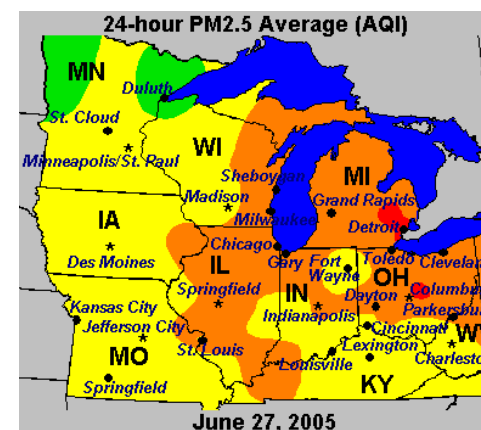 24-hour PM2.5 Average (AQI)
MN
Duluth
St. Cloud
Minneapolis/St. Paul
WI
Sheboygan
MI
Madison
Grand Rapids
Milwaukee
IA
Detroit
Des Moines
Chicago
Gary
Fort
Wayne
Toledo
Clevelan
IL
OH
Springfield
IN
Dayton
Columbu
Kansas City
Indianapolis
Parkersbu
Jefferson City
Cincinnati
WV
St. Louis
Lexington
MO
Louisville
Charlesto
Springfield
KY
June 27, 2005